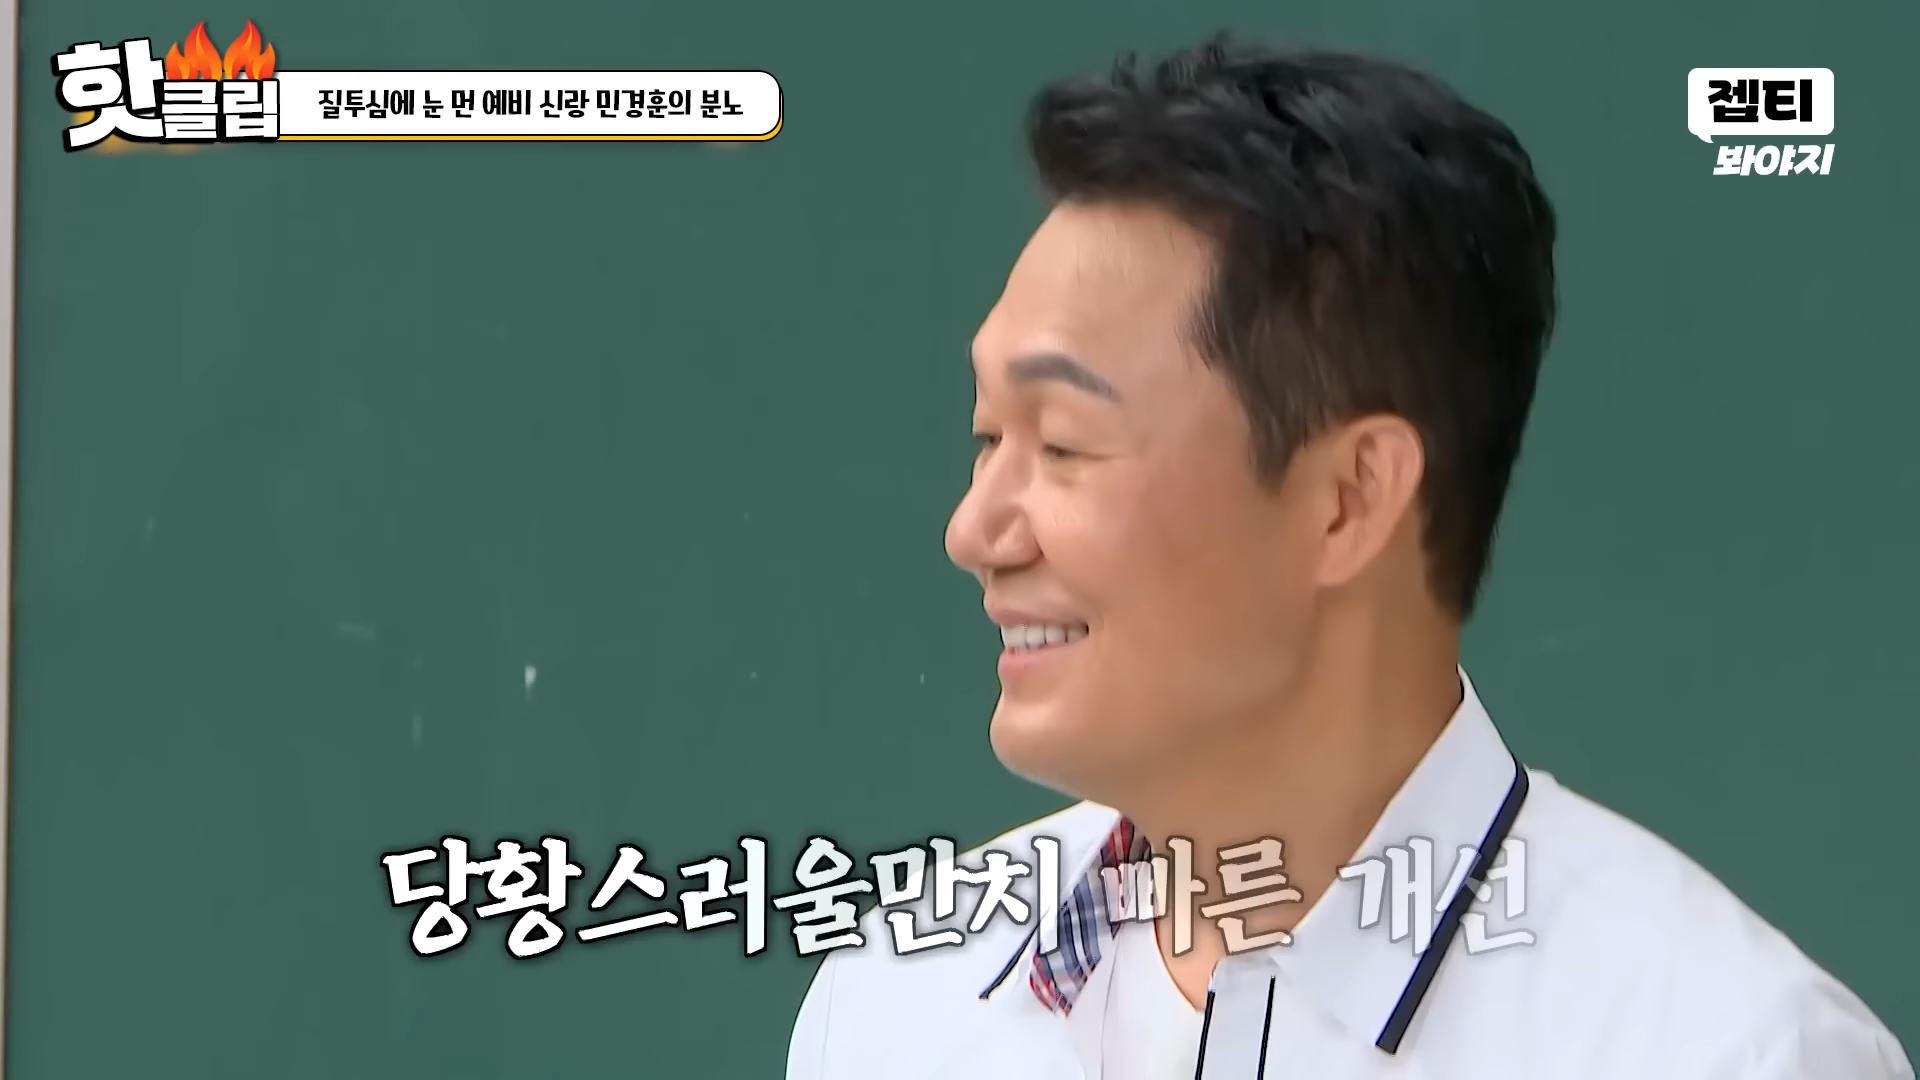 핫클립
질투심에 눈 먼 예비 신랑 민경훈의 분노
젭티
봐야지
당황스러울만치 빠른 개선